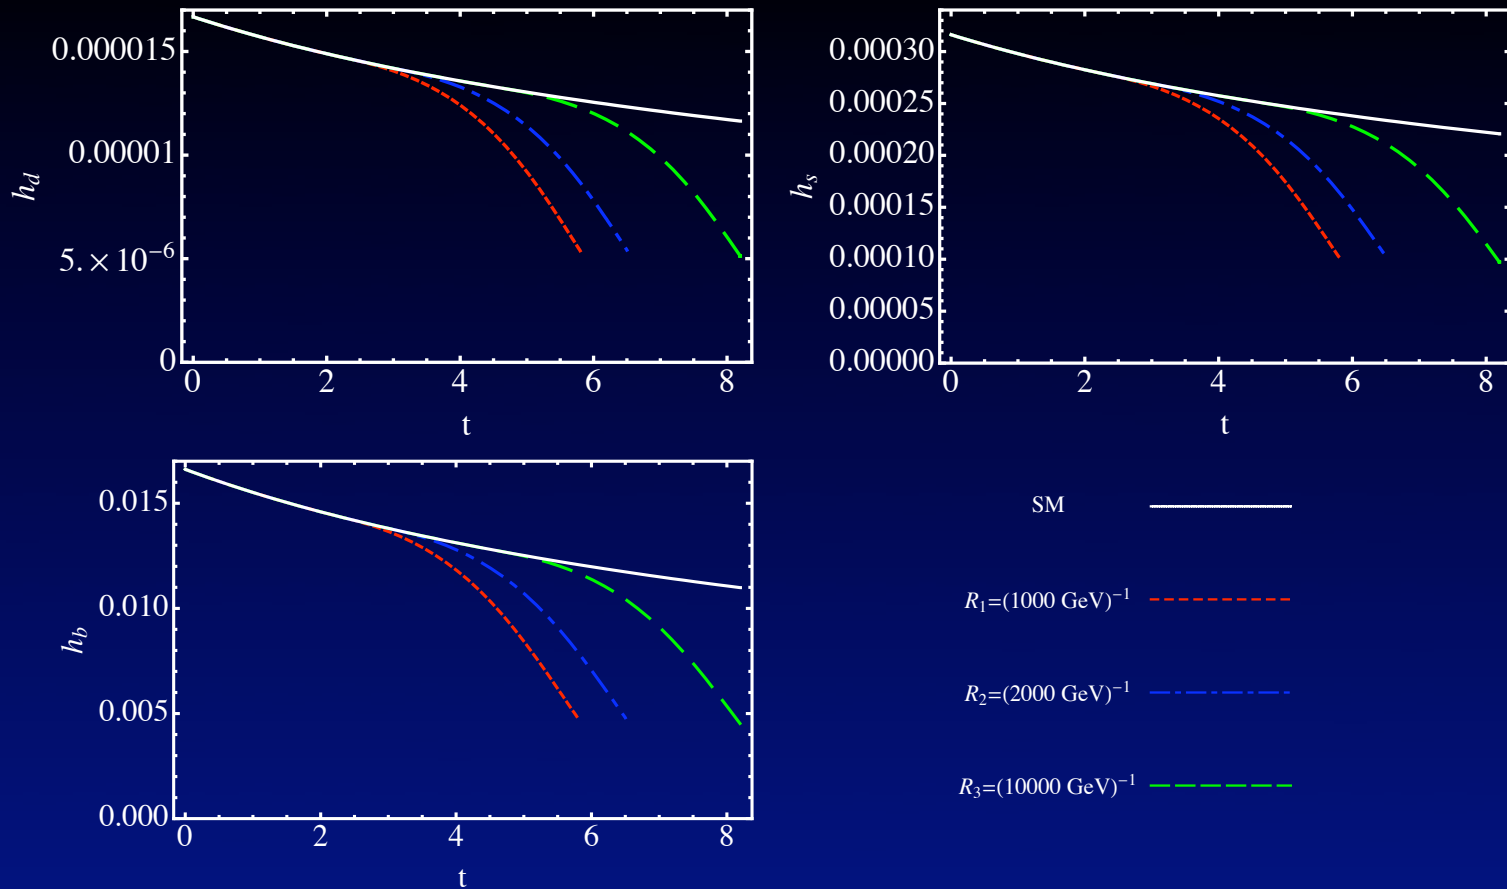 0.000015
0.00001
5.×10⁻⁶
0
h_d
0 2 4 6 8
t
0.00030
0.00025
0.00020
0.00015
0.00010
0.00005
0.00000
h_s
0 2 4 6 8
t
0.015
0.010
0.005
0.000
h_b
0 2 4 6 8
t
SM
R₁=(1000 GeV)⁻¹
R₂=(2000 GeV)⁻¹
R₃=(10000 GeV)⁻¹